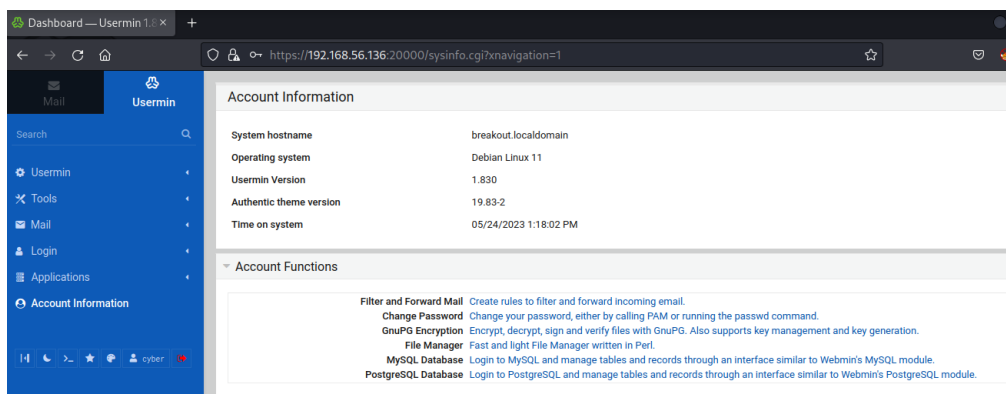 Dashboard — Usermin 1.8
https://192.168.56.136:20000/sysinfo.cgi?xnavigation=1
Mail
Usermin
Search
Usermin
Tools
Mail
Login
Applications
Account Information
cyber
Account Information
System hostname breakout.localdomain
Operating system Debian Linux 11
Usermin Version 1.830
Authentic theme version 19.83-2
Time on system 05/24/2023 1:18:02 PM
Account Functions
Filter and Forward Mail Create rules to filter and forward incoming email.
Change Password Change your password, either by calling PAM or running the passwd command.
GnuPG Encryption Encrypt, decrypt, sign and verify files with GnuPG. Also supports key management and key generation.
File Manager Fast and light File Manager written in Perl.
MySQL Database Login to MySQL and manage tables and records through an interface similar to Webmin's MySQL module.
PostgreSQL Database Login to PostgreSQL and manage tables and records through an interface similar to Webmin's PostgreSQL module.